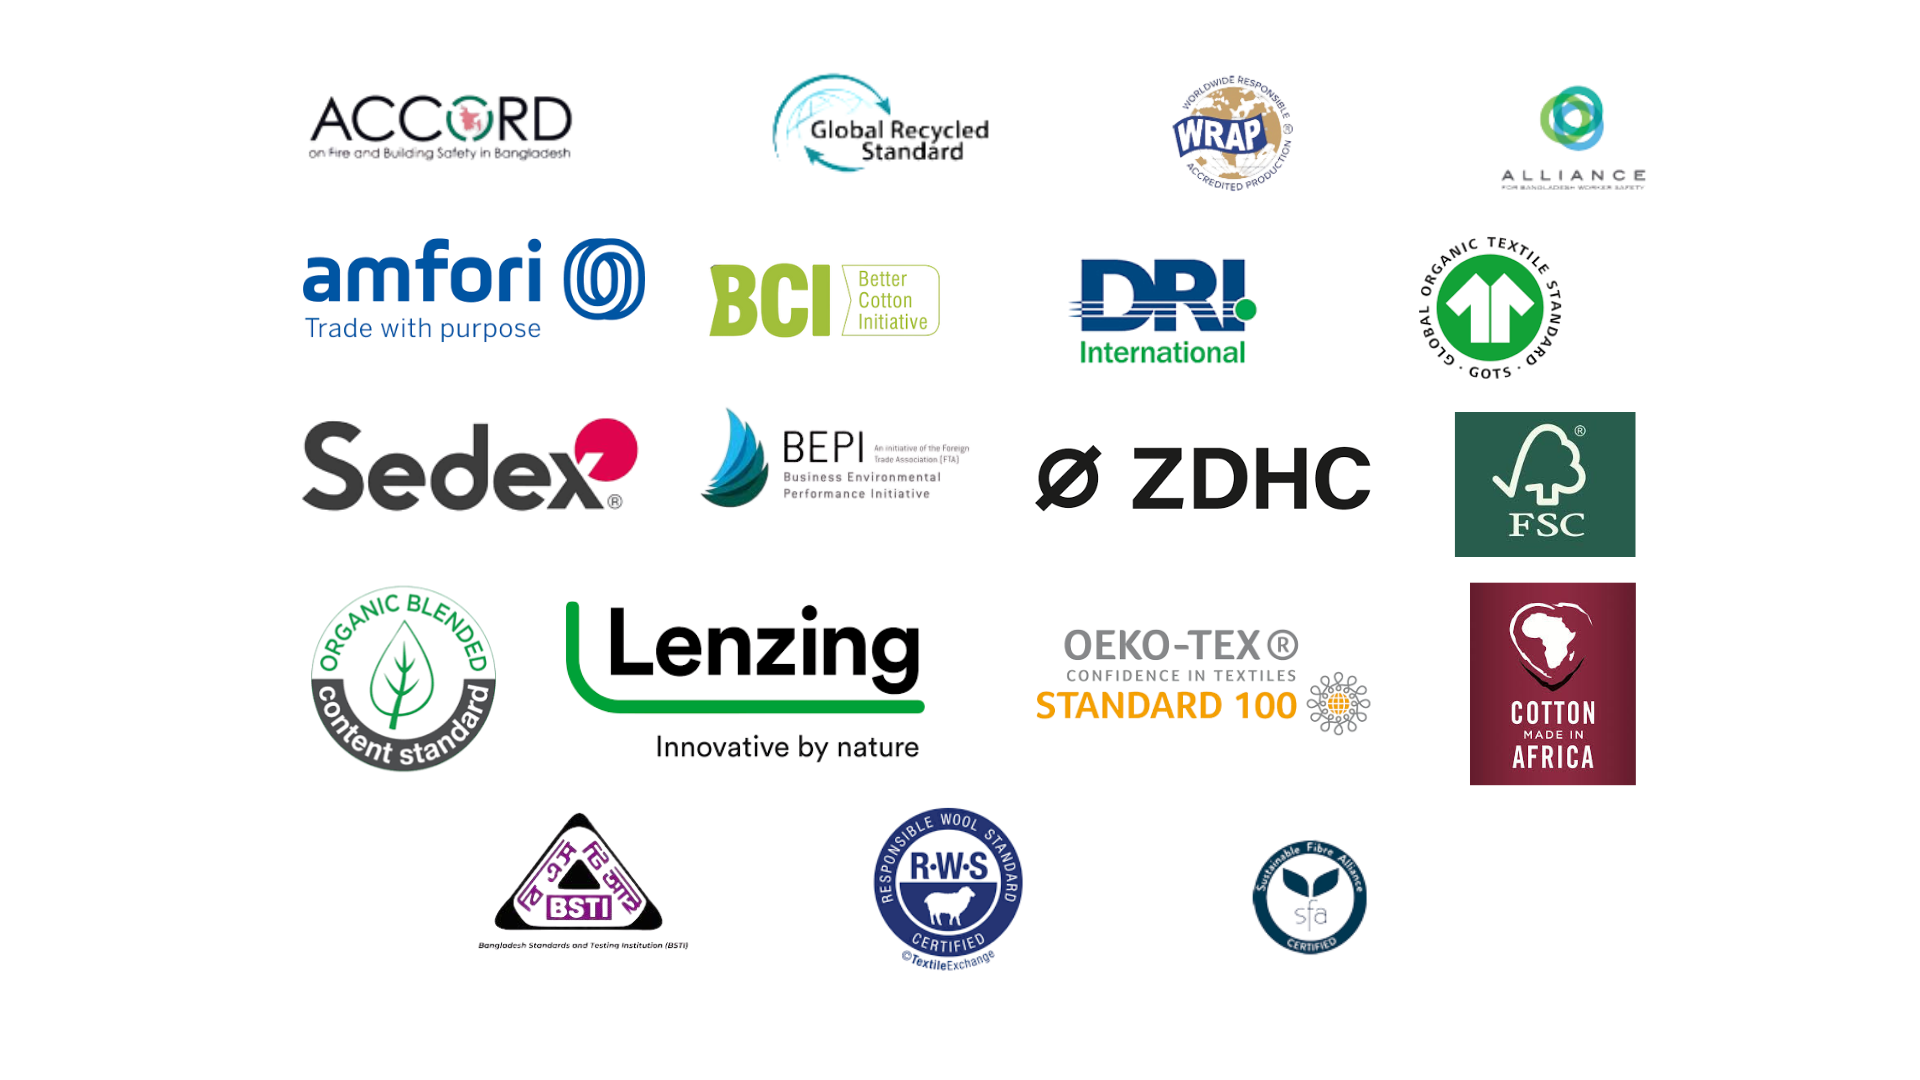 ACCORD
on Fire and Building Safety in Bangladesh
Global Recycled
Standard
WORLDWIDE RESPONSIBLE
WRAP ®
ACCREDITED PRODUCTION
ALLIANCE
FOR BANGLADESH WORKER SAFETY
amfori
Trade with purpose
BCI
Better
Cotton
Initiative
DRI
International
GLOBAL ORGANIC TEXTILE STANDARD
· GOTS ·
Sedex®
BEPI
An initiative of the Foreign
Trade Association (FTA)
Business Environmental
Performance Initiative
ZDHC
®
FSC
ORGANIC BLENDED
content standard
Lenzing
Innovative by nature
OEKO-TEX®
CONFIDENCE IN TEXTILES
STANDARD 100
COTTON
MADE IN
AFRICA
বি এস টি আই
BSTI
Bangladesh Standards and Testing Institution (BSTI)
RESPONSIBLE WOOL STANDARD
R·W·S
CERTIFIED
©TextileExchange
Sustainable Fibre Alliance
sfa
CERTIFIED